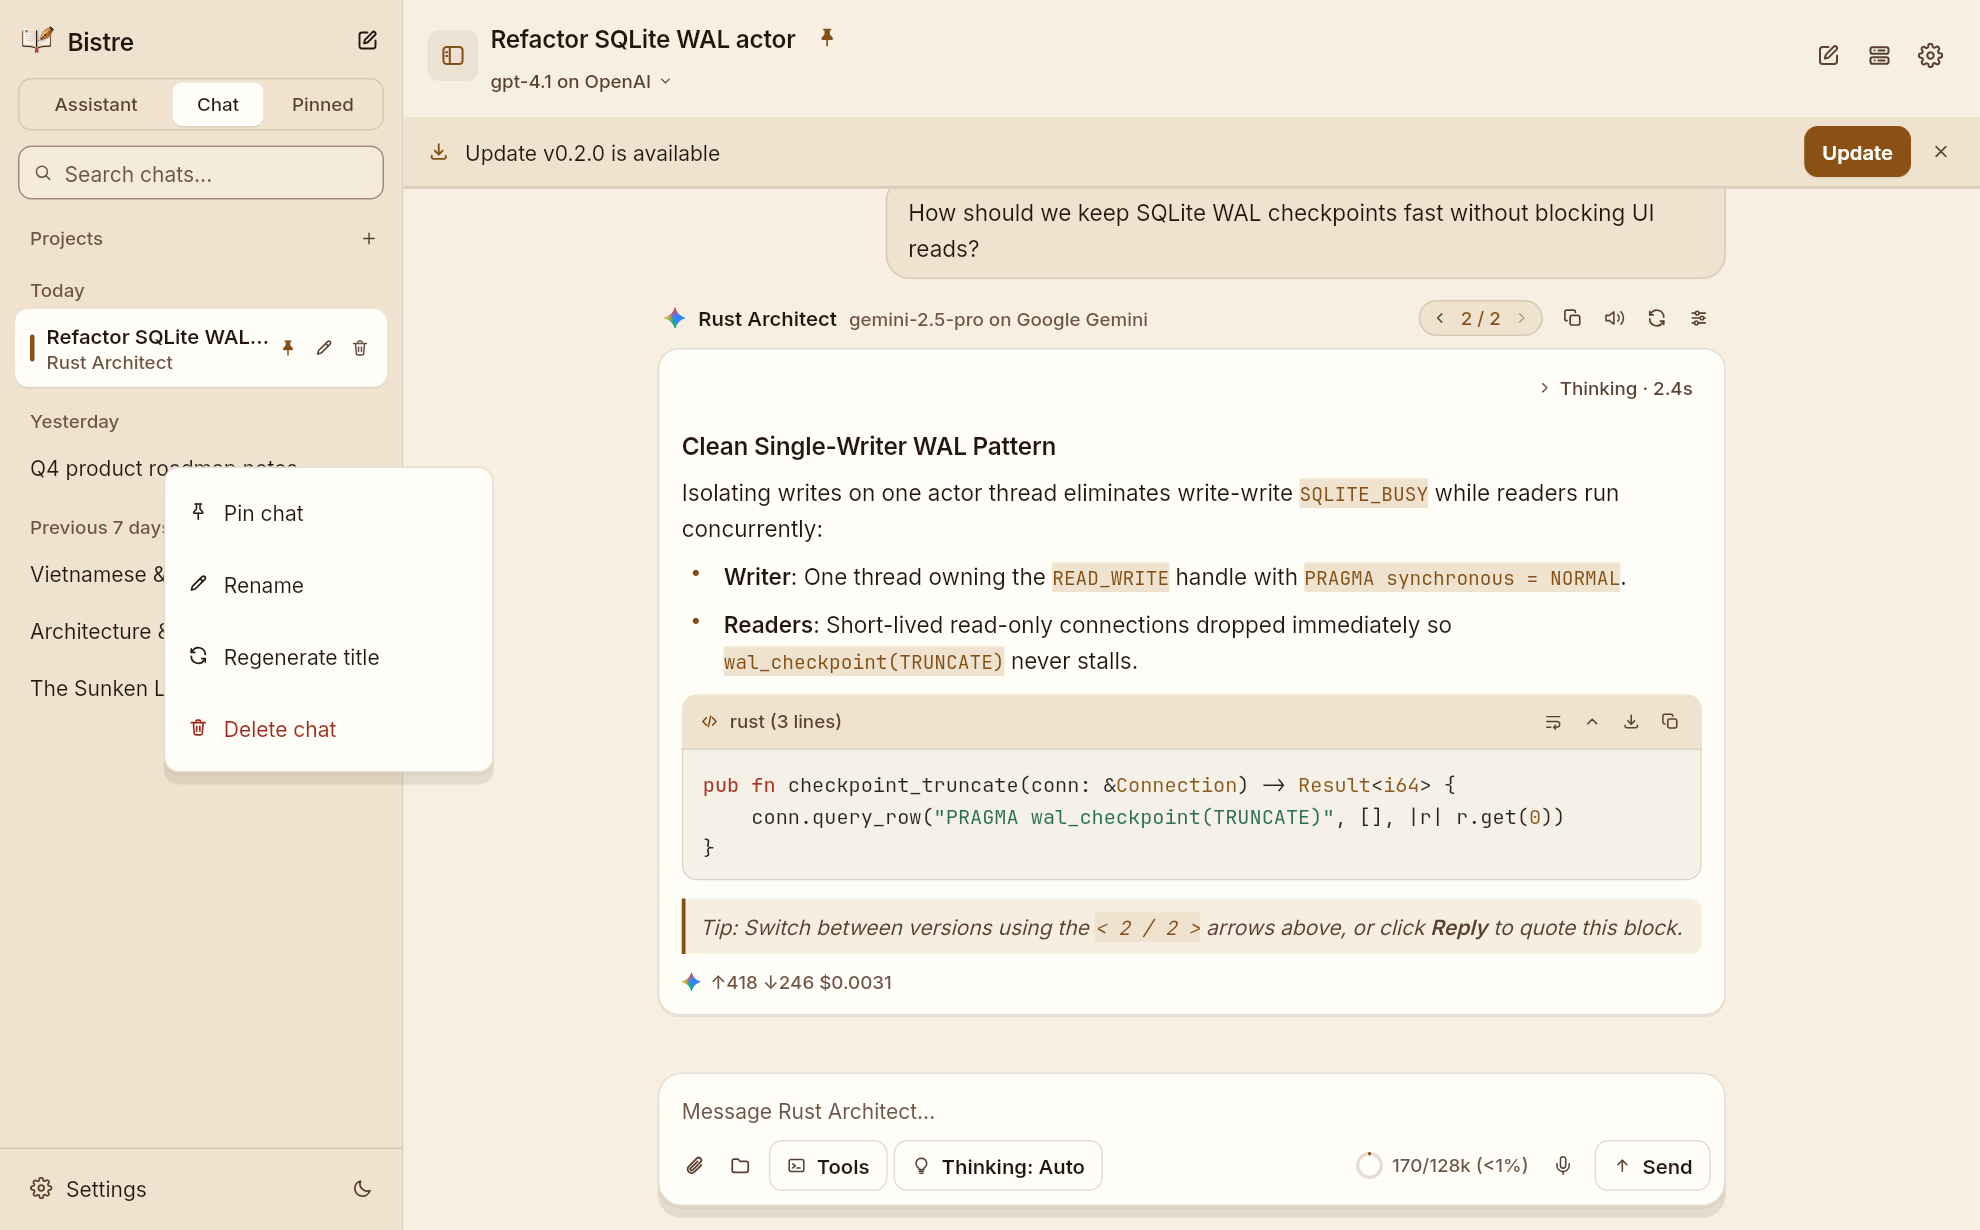 Bistre
Assistant
Chat
Pinned
Search chats...
Projects
Today
Refactor SQLite WAL...
Rust Architect
Yesterday
Q4 product roadmap notes
Previous 7 days
Vietnamese &
Architecture &
The Sunken L
Pin chat
Rename
Regenerate title
Delete chat
Settings
Refactor SQLite WAL actor
gpt-4.1 on OpenAI
Update v0.2.0 is available
Update
How should we keep SQLite WAL checkpoints fast without blocking UI
reads?
Rust Architect gemini-2.5-pro on Google Gemini
2 / 2
Thinking · 2.4s
Clean Single-Writer WAL Pattern
Isolating writes on one actor thread eliminates write-write SQLITE_BUSY while readers run
concurrently:
• Writer: One thread owning the READ_WRITE handle with PRAGMA synchronous = NORMAL.
• Readers: Short-lived read-only connections dropped immediately so
wal_checkpoint(TRUNCATE) never stalls.
rust (3 lines)
pub fn checkpoint_truncate(conn: &Connection) -> Result<i64> {
    conn.query_row("PRAGMA wal_checkpoint(TRUNCATE)", [], |r| r.get(0))
}
Tip: Switch between versions using the < 2 / 2 > arrows above, or click Reply to quote this block.
↑418 ↓246 $0.0031
Message Rust Architect...
Tools
Thinking: Auto
170/128k (<1%)
Send